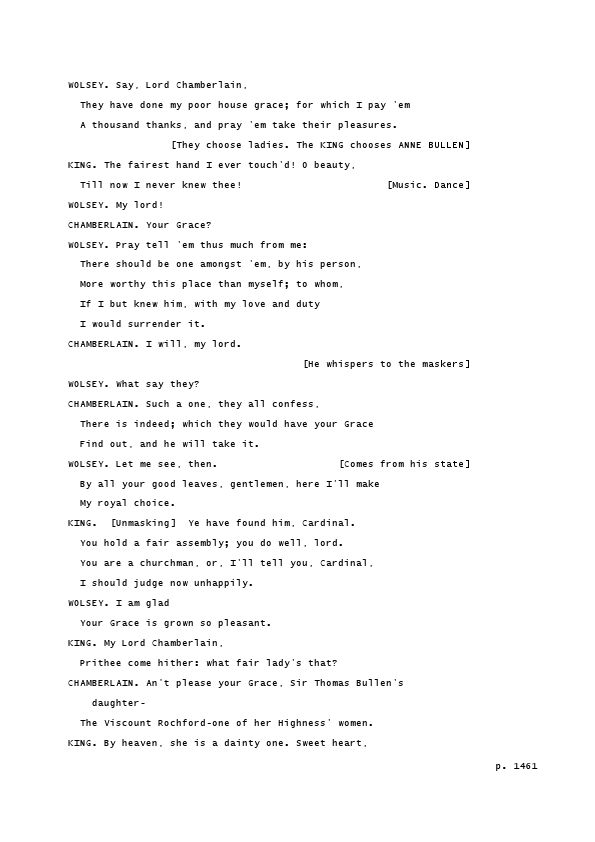 WOLSEY. Say, Lord Chamberlain,
They have done my poor house grace; for which I pay 'em
A thousand thanks, and pray 'em take their pleasures.
[They choose ladies. The KING chooses ANNE BULLEN]
KING. The fairest hand I ever touch'd! O beauty,
Till now I never knew thee! [Music. Dance]
WOLSEY. My lord!
CHAMBERLAIN. Your Grace?
WOLSEY. Pray tell 'em thus much from me:
There should be one amongst 'em, by his person,
More worthy this place than myself; to whom,
If I but knew him, with my love and duty
I would surrender it.
CHAMBERLAIN. I will, my lord.
[He whispers to the maskers]
WOLSEY. What say they?
CHAMBERLAIN. Such a one, they all confess,
There is indeed; which they would have your Grace
Find out, and he will take it.
WOLSEY. Let me see, then. [Comes from his state]
By all your good leaves, gentlemen, here I'll make
My royal choice.
KING. [Unmasking] Ye have found him, Cardinal.
You hold a fair assembly; you do well, lord.
You are a churchman, or, I'll tell you, Cardinal,
I should judge now unhappily.
WOLSEY. I am glad
Your Grace is grown so pleasant.
KING. My Lord Chamberlain,
Prithee come hither: what fair lady's that?
CHAMBERLAIN. An't please your Grace, Sir Thomas Bullen's
daughter-
The Viscount Rochford-one of her Highness' women.
KING. By heaven, she is a dainty one. Sweet heart,
p. 1461